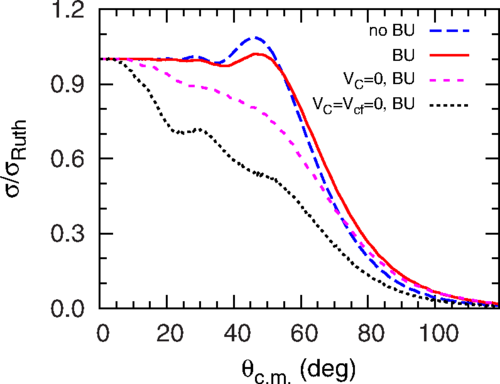 1.2
0.9
0.6
0.3
0.0
σ/σRuth
no BU
BU
VC=0, BU
VC=Vcf=0, BU
0 20 40 60 80 100
θc.m. (deg)